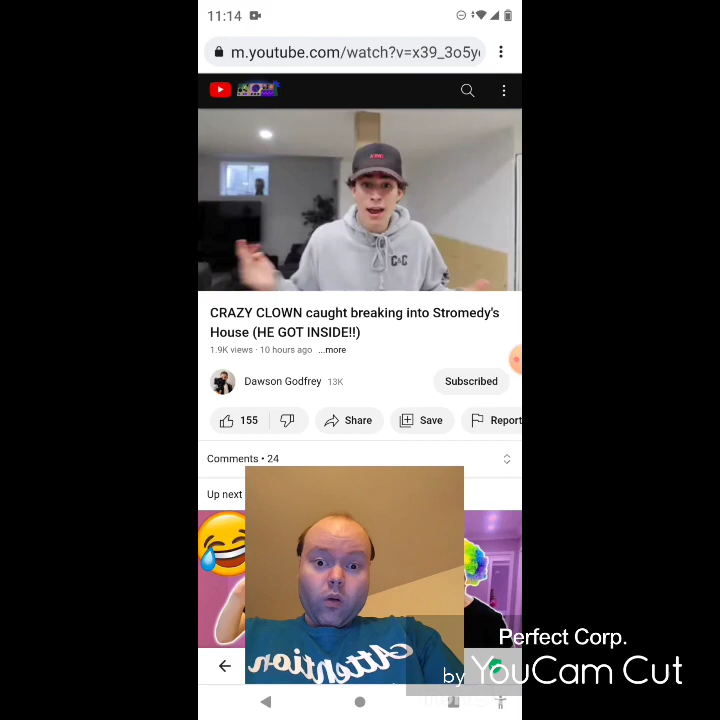 11:14
m.youtube.com/watch?v=x39_3o5y
C&C
CRAZY CLOWN caught breaking into Stromedy's
House (HE GOT INSIDE!!)
1.9K views · 10 hours ago ...more
Dawson Godfrey 13K
Subscribed
155 Share Save Report
Comments • 24
Up next
Attention
Perfect Corp.
by YouCam Cut